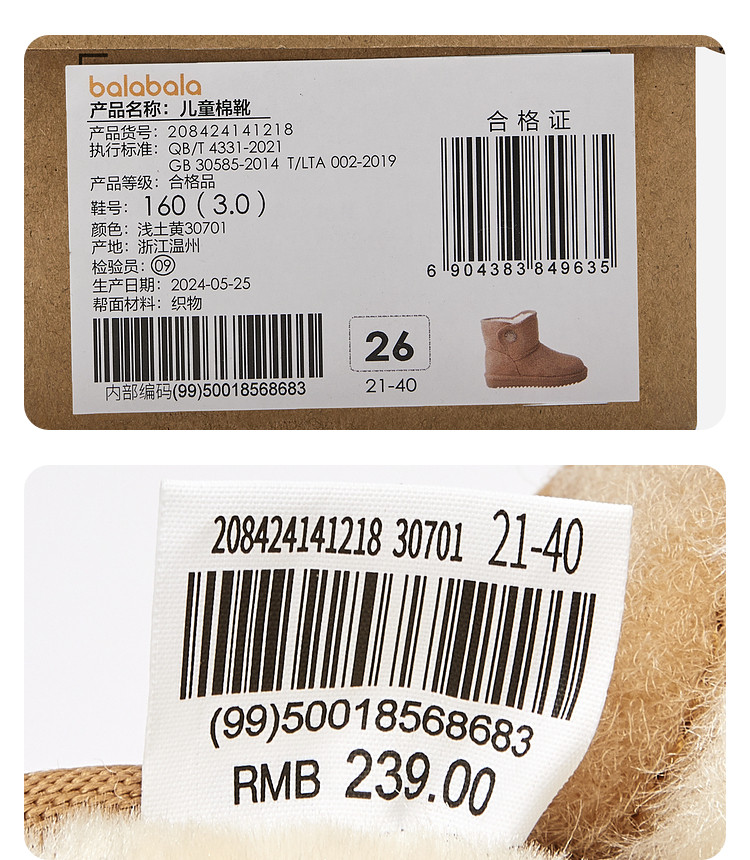 balabala
产品名称：儿童棉靴
产品货号：208424141218
执行标准：QB/T 4331-2021
GB 30585-2014 T/LTA 002-2019
产品等级：合格品
鞋号：160（3.0）
颜色：浅土黄30701
产地：浙江温州
检验员：09
生产日期：2024-05-25
帮面材料：织物
内部编码(99)50018568683
合格证
6 904383 849635
26
21-40
208424141218 30701 21-40
(99)50018568683
RMB 239.00